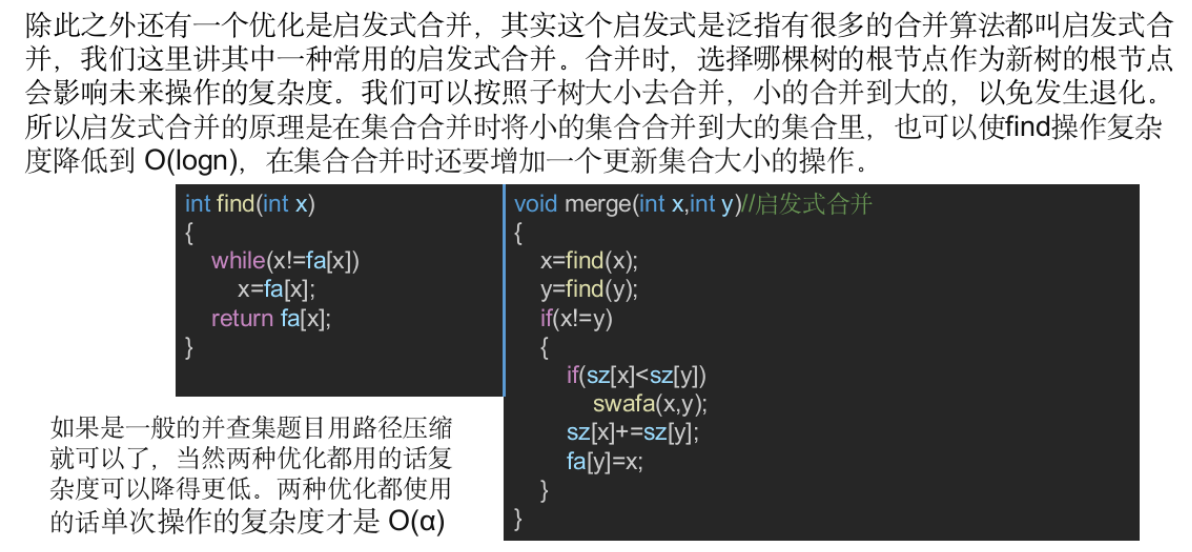 除此之外还有一个优化是启发式合并，其实这个启发式是泛指有很多的合并算法都叫启发式合
并，我们这里讲其中一种常用的启发式合并。合并时，选择哪棵树的根节点作为新树的根节点
会影响未来操作的复杂度。我们可以按照子树大小去合并，小的合并到大的，以免发生退化。
所以启发式合并的原理是在集合合并时将小的集合合并到大的集合里，也可以使find操作复杂
度降低到 O(logn)，在集合合并时还要增加一个更新集合大小的操作。
int find(int x)
{
while(x!=fa[x])
x=fa[x];
return fa[x];
}
void merge(int x,int y)//启发式合并
{
x=find(x);
y=find(y);
if(x!=y)
{
if(sz[x]<sz[y])
swafa(x,y);
sz[x]+=sz[y];
fa[y]=x;
}
}
如果是一般的并查集题目用路径压缩
就可以了，当然两种优化都用的话复
杂度可以降得更低。两种优化都使用
的话单次操作的复杂度才是 O(α)